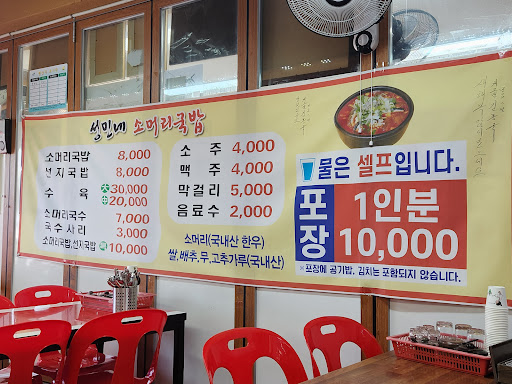 성민네 소머리국밥
소머리국밥 8,000
선지국밥 8,000
수 육 大 30,000
中 20,000
소머리국수 7,000
국수사리 3,000
소머리국밥,선지국밥 特 10,000
소 주 4,000
맥 주 4,000
막걸리 5,000
음료수 2,000
소머리(국내산 한우)
쌀,배추,무,고추가루(국내산)
물은 셀프입니다.
포장 1인분
10,000
※포장에 공기밥, 김치는 포함되지 않습니다.